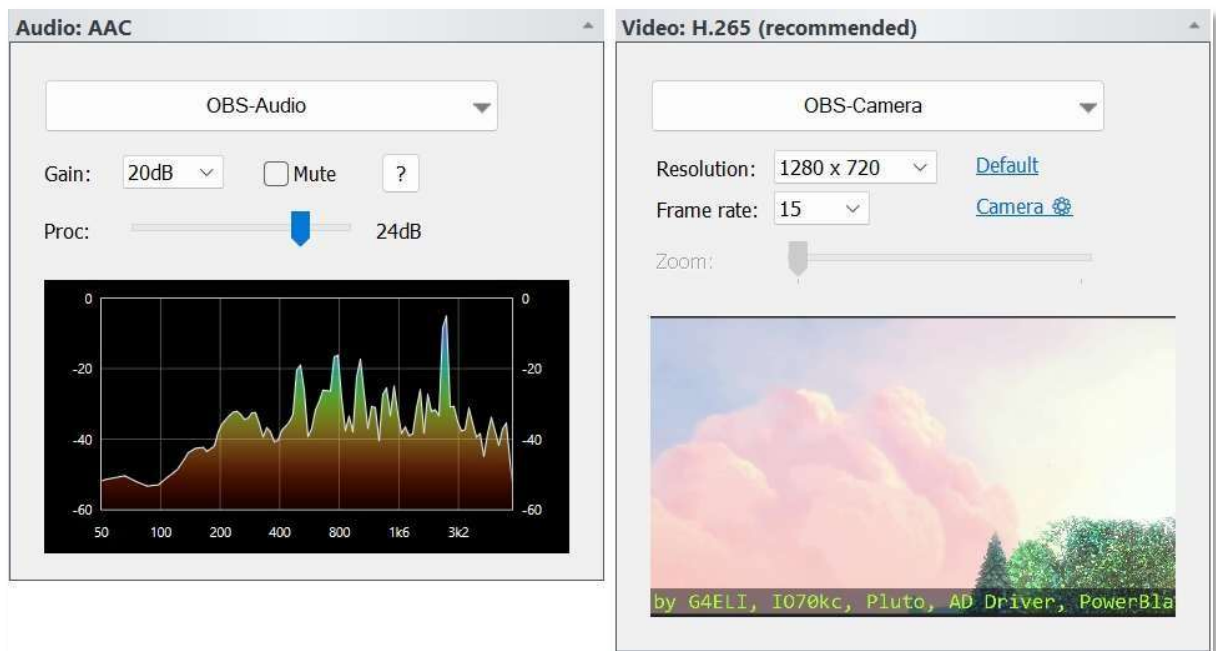 Audio: AAC
OBS-Audio
Gain: 20dB Mute ?
Proc: 24dB
0 0
-20 -20
-40 -40
-60 -60
50 100 200 400 800 1k6 3k2
Video: H.265 (recommended)
OBS-Camera
Resolution: 1280 x 720 Default
Frame rate: 15 Camera
Zoom:
by G4ELI, IO70kc, Pluto, AD Driver, PowerBla